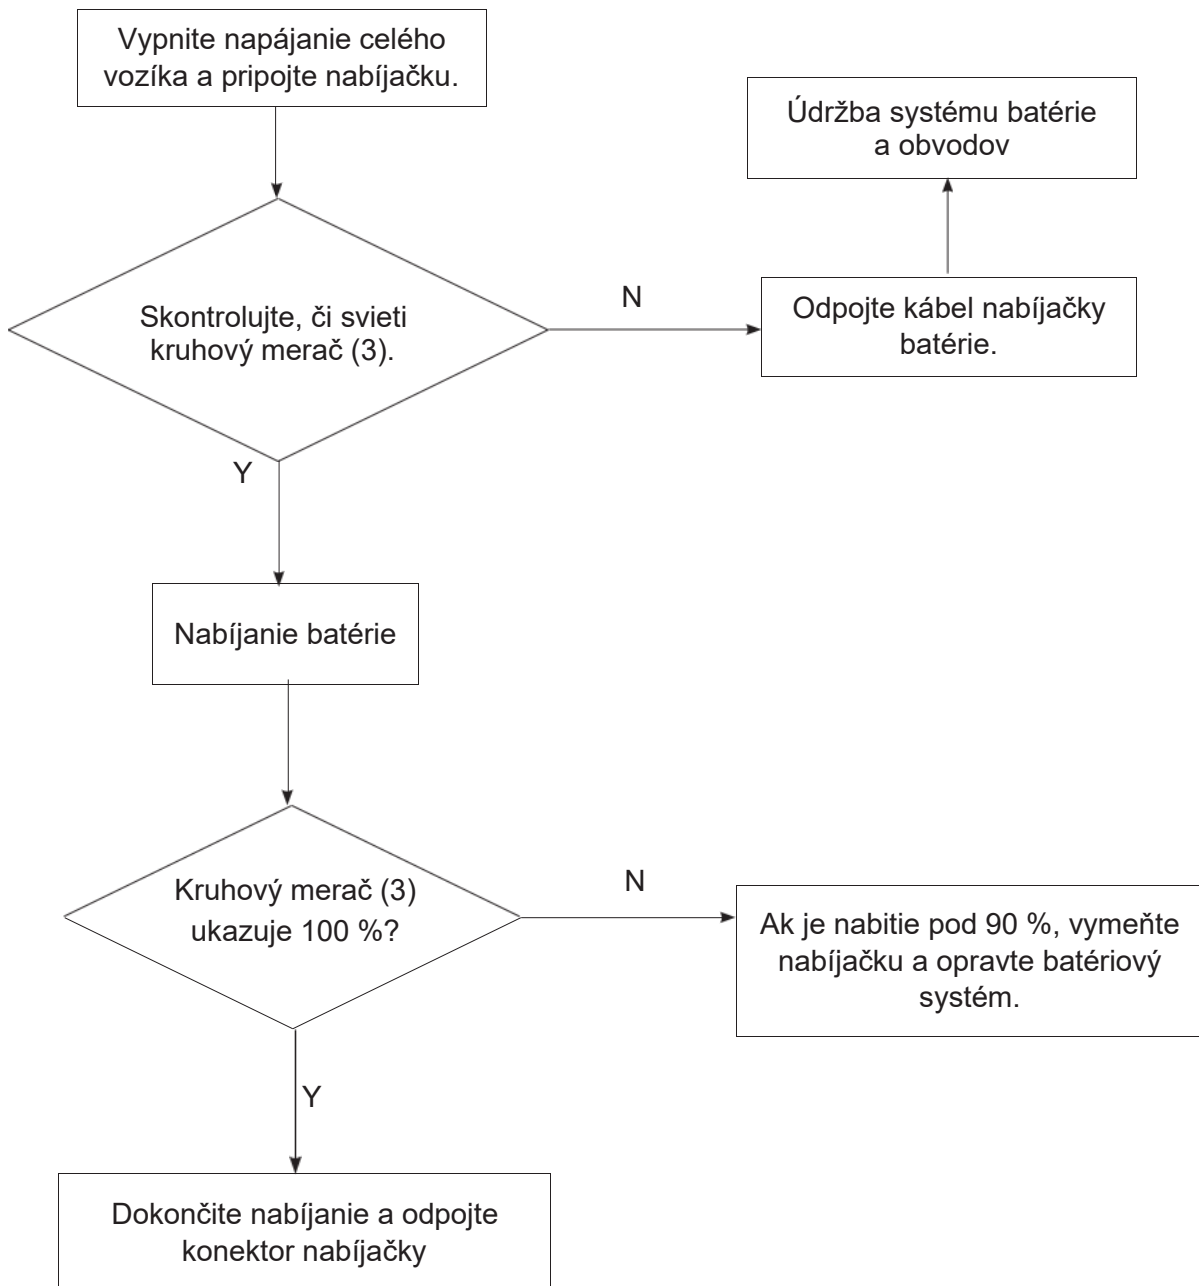 Vypnite napájanie celého
vozíka a pripojte nabíjačku.
Údržba systému batérie
a obvodov
Skontrolujte, či svieti
kruhový merač (3).
N
Odpojte kábel nabíjačky
batérie.
Y
Nabíjanie batérie
Kruhový merač (3)
ukazuje 100 %?
N
Ak je nabitie pod 90 %, vymeňte
nabíjačku a opravte batériový
systém.
Y
Dokončite nabíjanie a odpojte
konektor nabíjačky